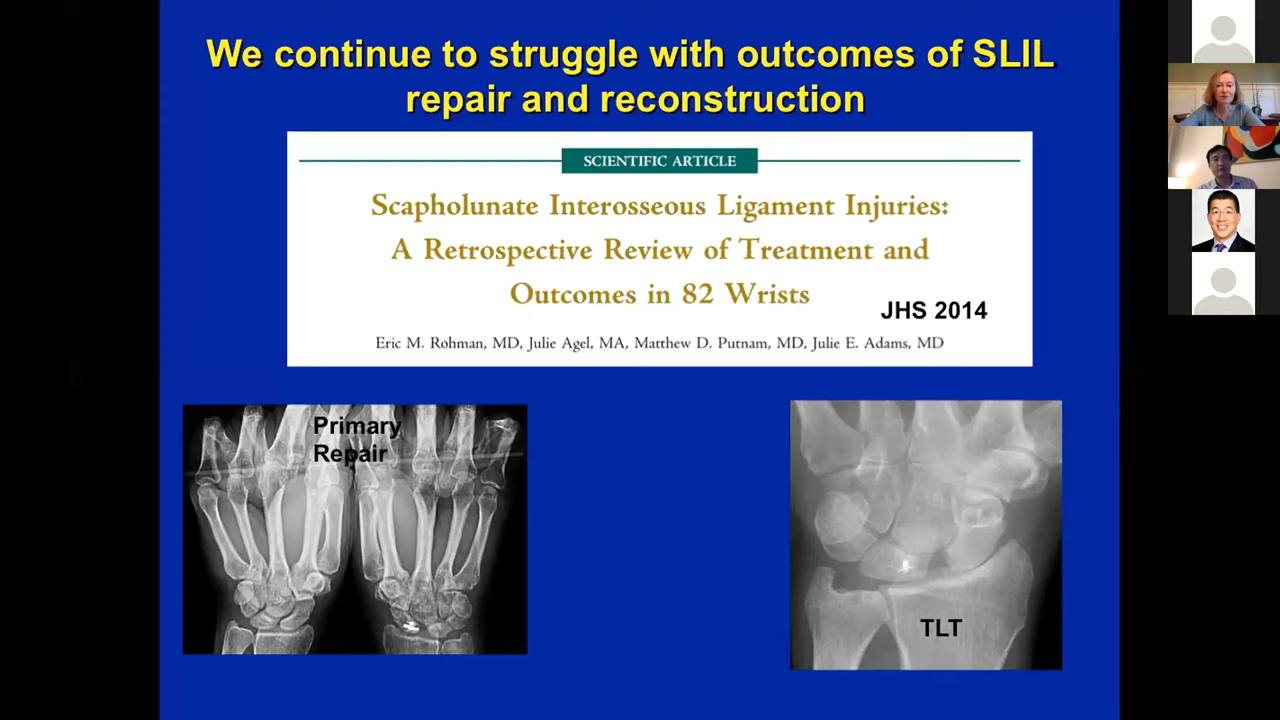 We continue to struggle with outcomes of SLIL
repair and reconstruction
SCIENTIFIC ARTICLE
Scapholunate Interosseous Ligament Injuries:
A Retrospective Review of Treatment and
Outcomes in 82 Wrists
JHS 2014
Eric M. Rohman, MD, Julie Agel, MA, Matthew D. Putnam, MD, Julie E. Adams, MD
Primary
Repair
TLT